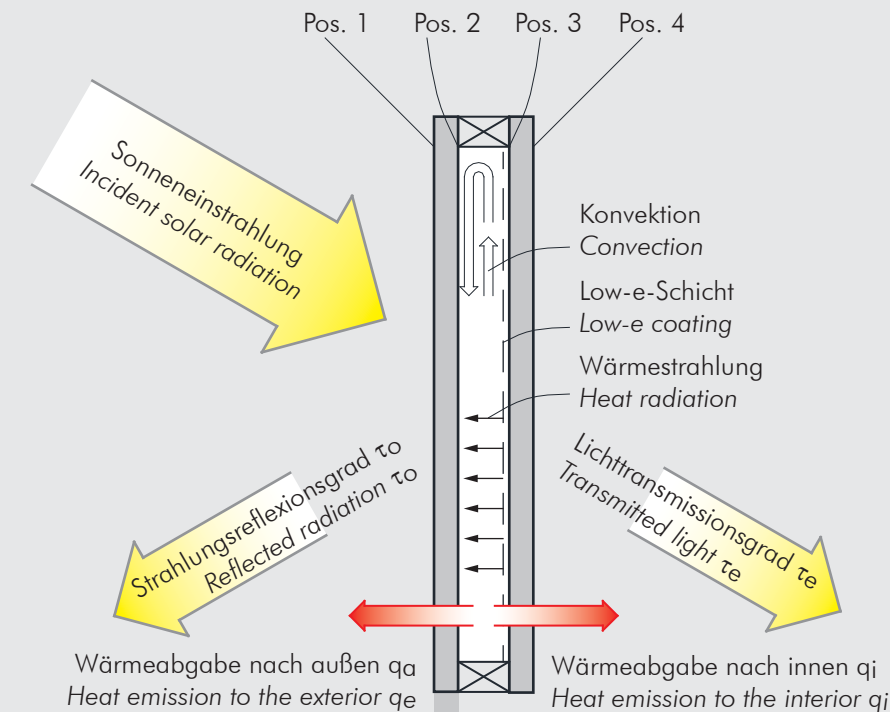 Pos. 1
Pos. 2
Pos. 3
Pos. 4
Sonneneinstrahlung
Incident solar radiation
Konvektion
Convection
Low-e-Schicht
Low-e coating
Wärmestrahlung
Heat radiation
Strahlungsreflexionsgrad τo
Reflected radiation τo
Lichttransmissionsgrad τe
Transmitted light τe
Wärmeabgabe nach außen qa
Heat emission to the exterior qe
Wärmeabgabe nach innen qi
Heat emission to the interior qi